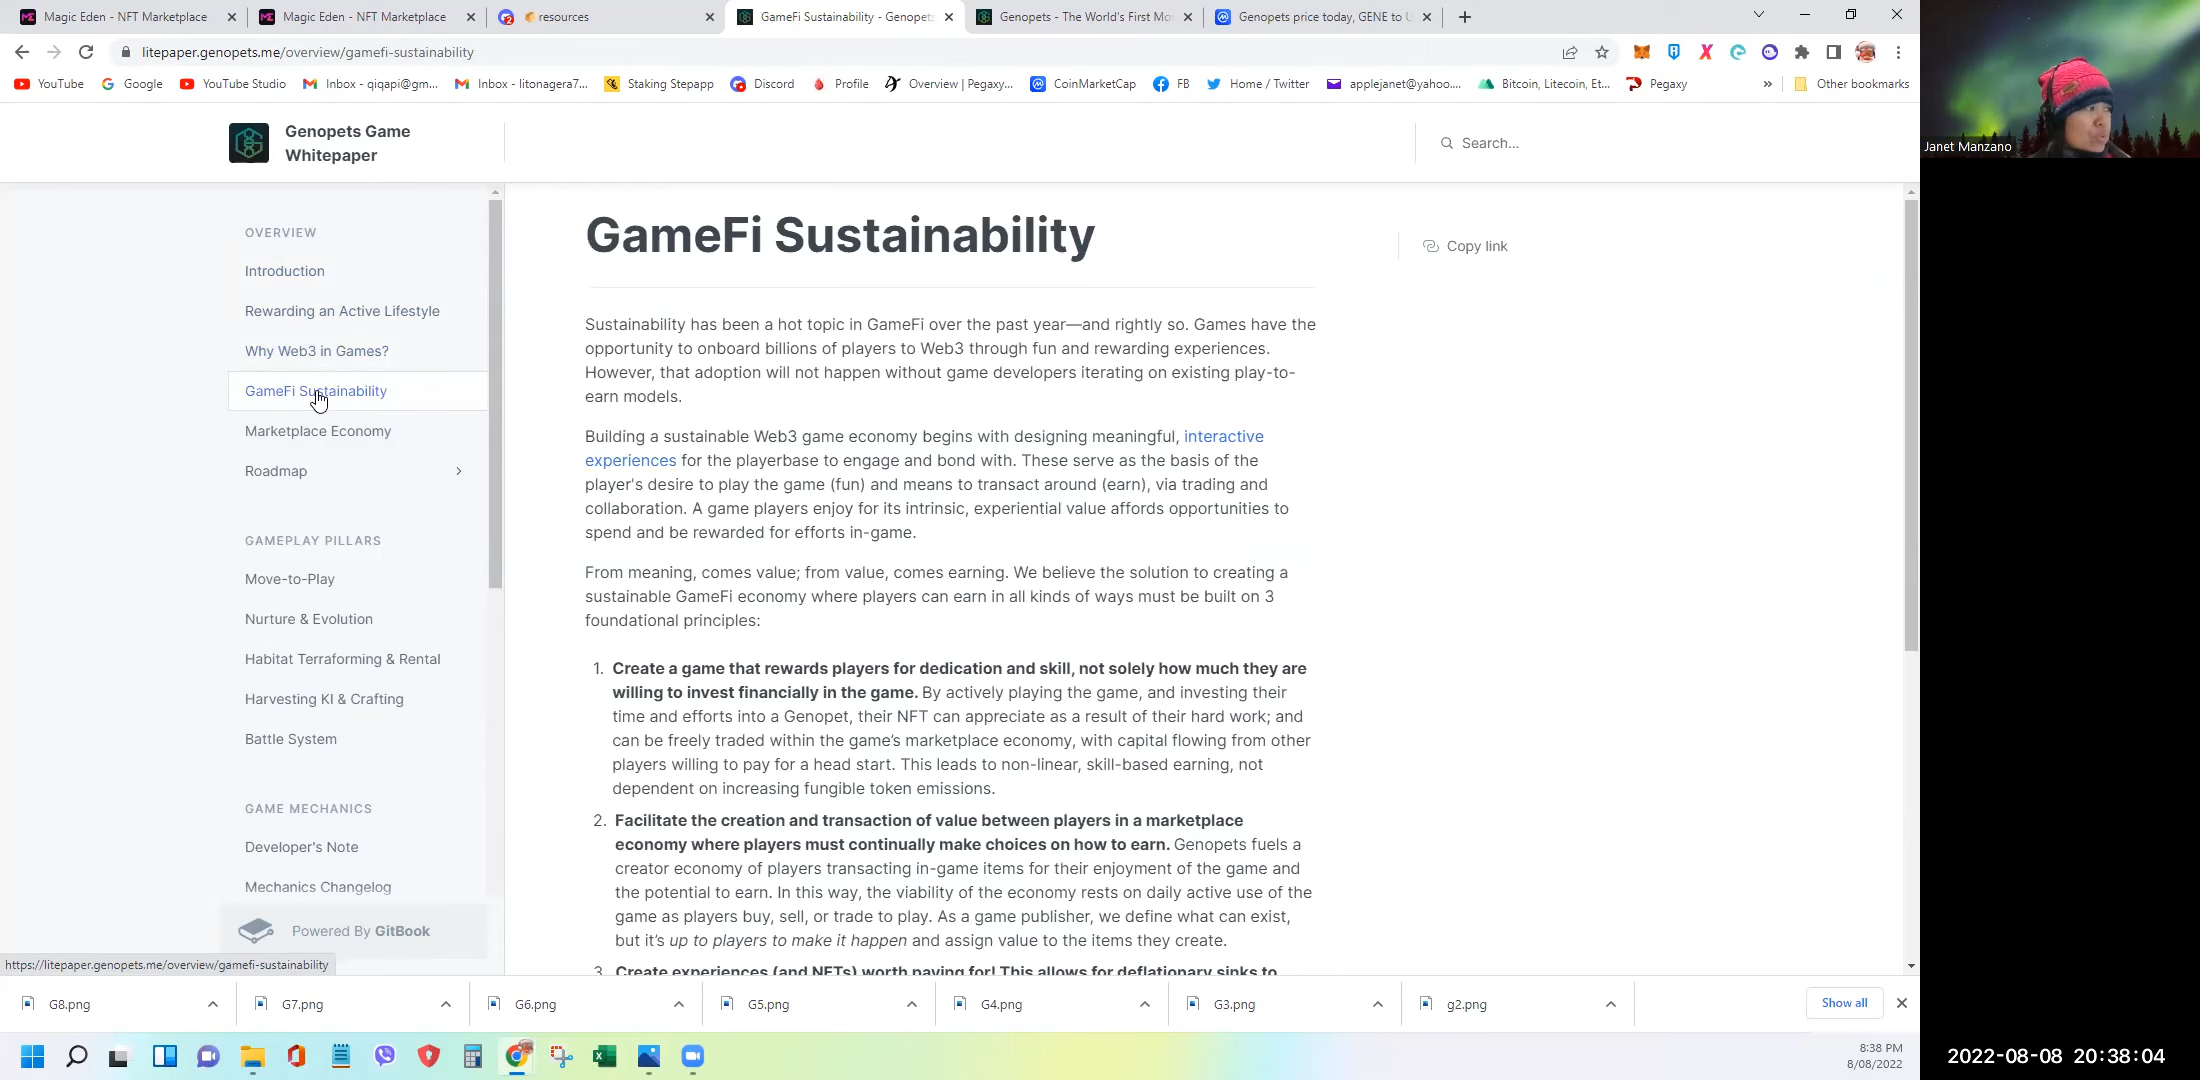 Magic Eden - NFT Marketplace
Magic Eden - NFT Marketplace
resources
GameFi Sustainability - Genopets
Genopets - The World's First Mo
Genopets price today, GENE to U
litepaper.genopets.me/overview/gamefi-sustainability
YouTube
Google
YouTube Studio
Inbox - qiqapi@gm...
Inbox - litonagera7...
Staking Stepapp
Discord
Profile
Overview | Pegaxy...
CoinMarketCap
FB
Home / Twitter
applejanet@yahoo....
Bitcoin, Litecoin, Et...
Pegaxy
»
Other bookmarks
Janet Manzano
Genopets Game
Whitepaper
Search...
OVERVIEW
Introduction
Rewarding an Active Lifestyle
Why Web3 in Games?
GameFi Sustainability
Marketplace Economy
Roadmap
GAMEPLAY PILLARS
Move-to-Play
Nurture & Evolution
Habitat Terraforming & Rental
Harvesting KI & Crafting
Battle System
GAME MECHANICS
Developer's Note
Mechanics Changelog
Powered By GitBook
https://litepaper.genopets.me/overview/gamefi-sustainability
GameFi Sustainability
Copy link
Sustainability has been a hot topic in GameFi over the past year—and rightly so. Games have the
opportunity to onboard billions of players to Web3 through fun and rewarding experiences.
However, that adoption will not happen without game developers iterating on existing play-to-
earn models.
Building a sustainable Web3 game economy begins with designing meaningful, interactive
experiences for the playerbase to engage and bond with. These serve as the basis of the
player's desire to play the game (fun) and means to transact around (earn), via trading and
collaboration. A game players enjoy for its intrinsic, experiential value affords opportunities to
spend and be rewarded for efforts in-game.
From meaning, comes value; from value, comes earning. We believe the solution to creating a
sustainable GameFi economy where players can earn in all kinds of ways must be built on 3
foundational principles:
1. Create a game that rewards players for dedication and skill, not solely how much they are
willing to invest financially in the game. By actively playing the game, and investing their
time and efforts into a Genopet, their NFT can appreciate as a result of their hard work; and
can be freely traded within the game's marketplace economy, with capital flowing from other
players willing to pay for a head start. This leads to non-linear, skill-based earning, not
dependent on increasing fungible token emissions.
2. Facilitate the creation and transaction of value between players in a marketplace
economy where players must continually make choices on how to earn. Genopets fuels a
creator economy of players transacting in-game items for their enjoyment of the game and
the potential to earn. In this way, the viability of the economy rests on daily active use of the
game as players buy, sell, or trade to play. As a game publisher, we define what can exist,
but it's up to players to make it happen and assign value to the items they create.
3. Create experiences (and NFTs) worth paying for! This allows for deflationary sinks to
G8.png
G7.png
G6.png
G5.png
G4.png
G3.png
g2.png
Show all
8:38 PM
8/08/2022
2022-08-08 20:38:04